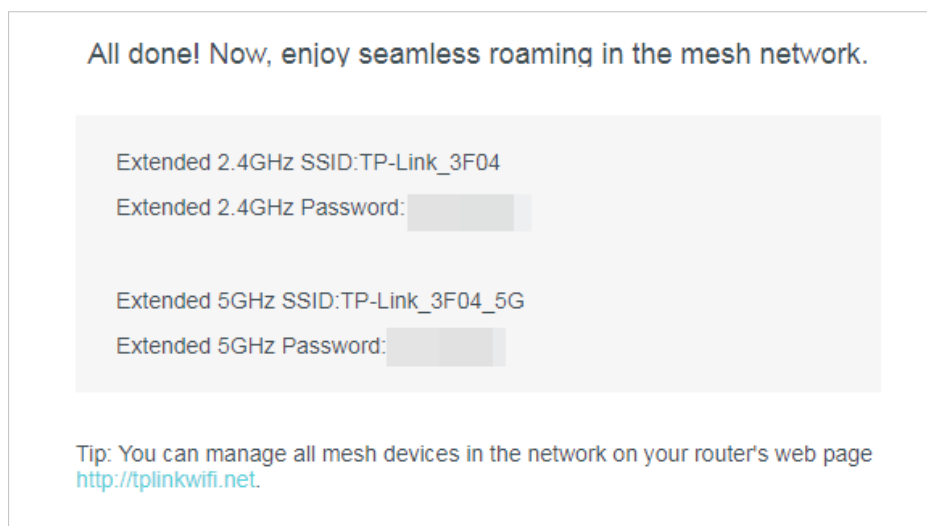 All done! Now, enjoy seamless roaming in the mesh network.
Extended 2.4GHz SSID:TP-Link_3F04
Extended 2.4GHz Password:
Extended 5GHz SSID:TP-Link_3F04_5G
Extended 5GHz Password:
Tip: You can manage all mesh devices in the network on your router's web page
http://tplinkwifi.net.